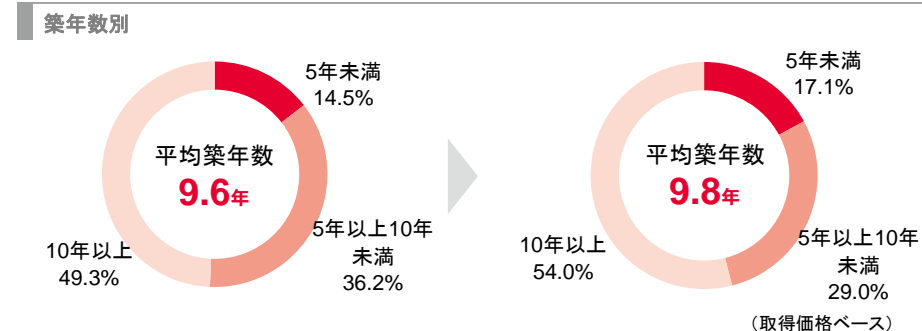 築年数別
5年未満
14.5%
平均築年数
9.6年
5年以上10年
未満
36.2%
10年以上
49.3%
5年未満
17.1%
平均築年数
9.8年
5年以上10年
未満
29.0%
10年以上
54.0%
（取得価格ベース）